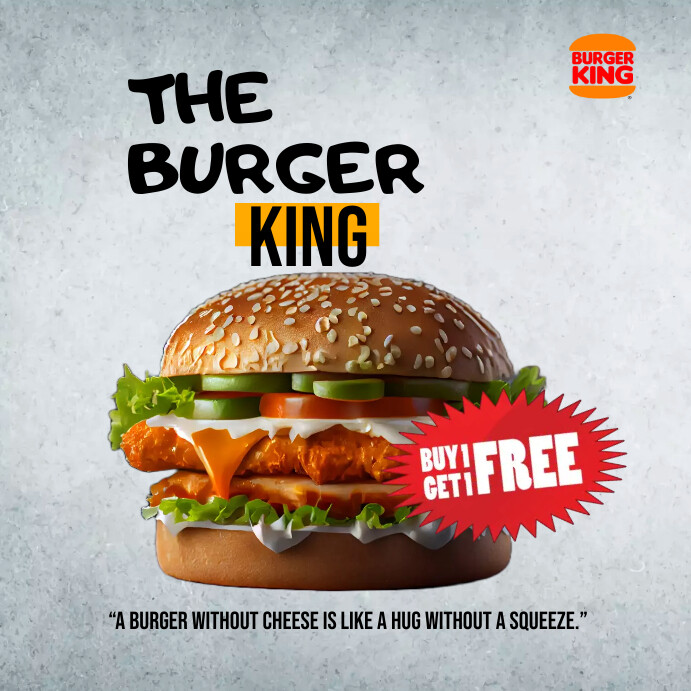 BURGER
KING
THE
BURGER
KING
BUY 1
GET 1
FREE
“A BURGER WITHOUT CHEESE IS LIKE A HUG WITHOUT A SQUEEZE.”